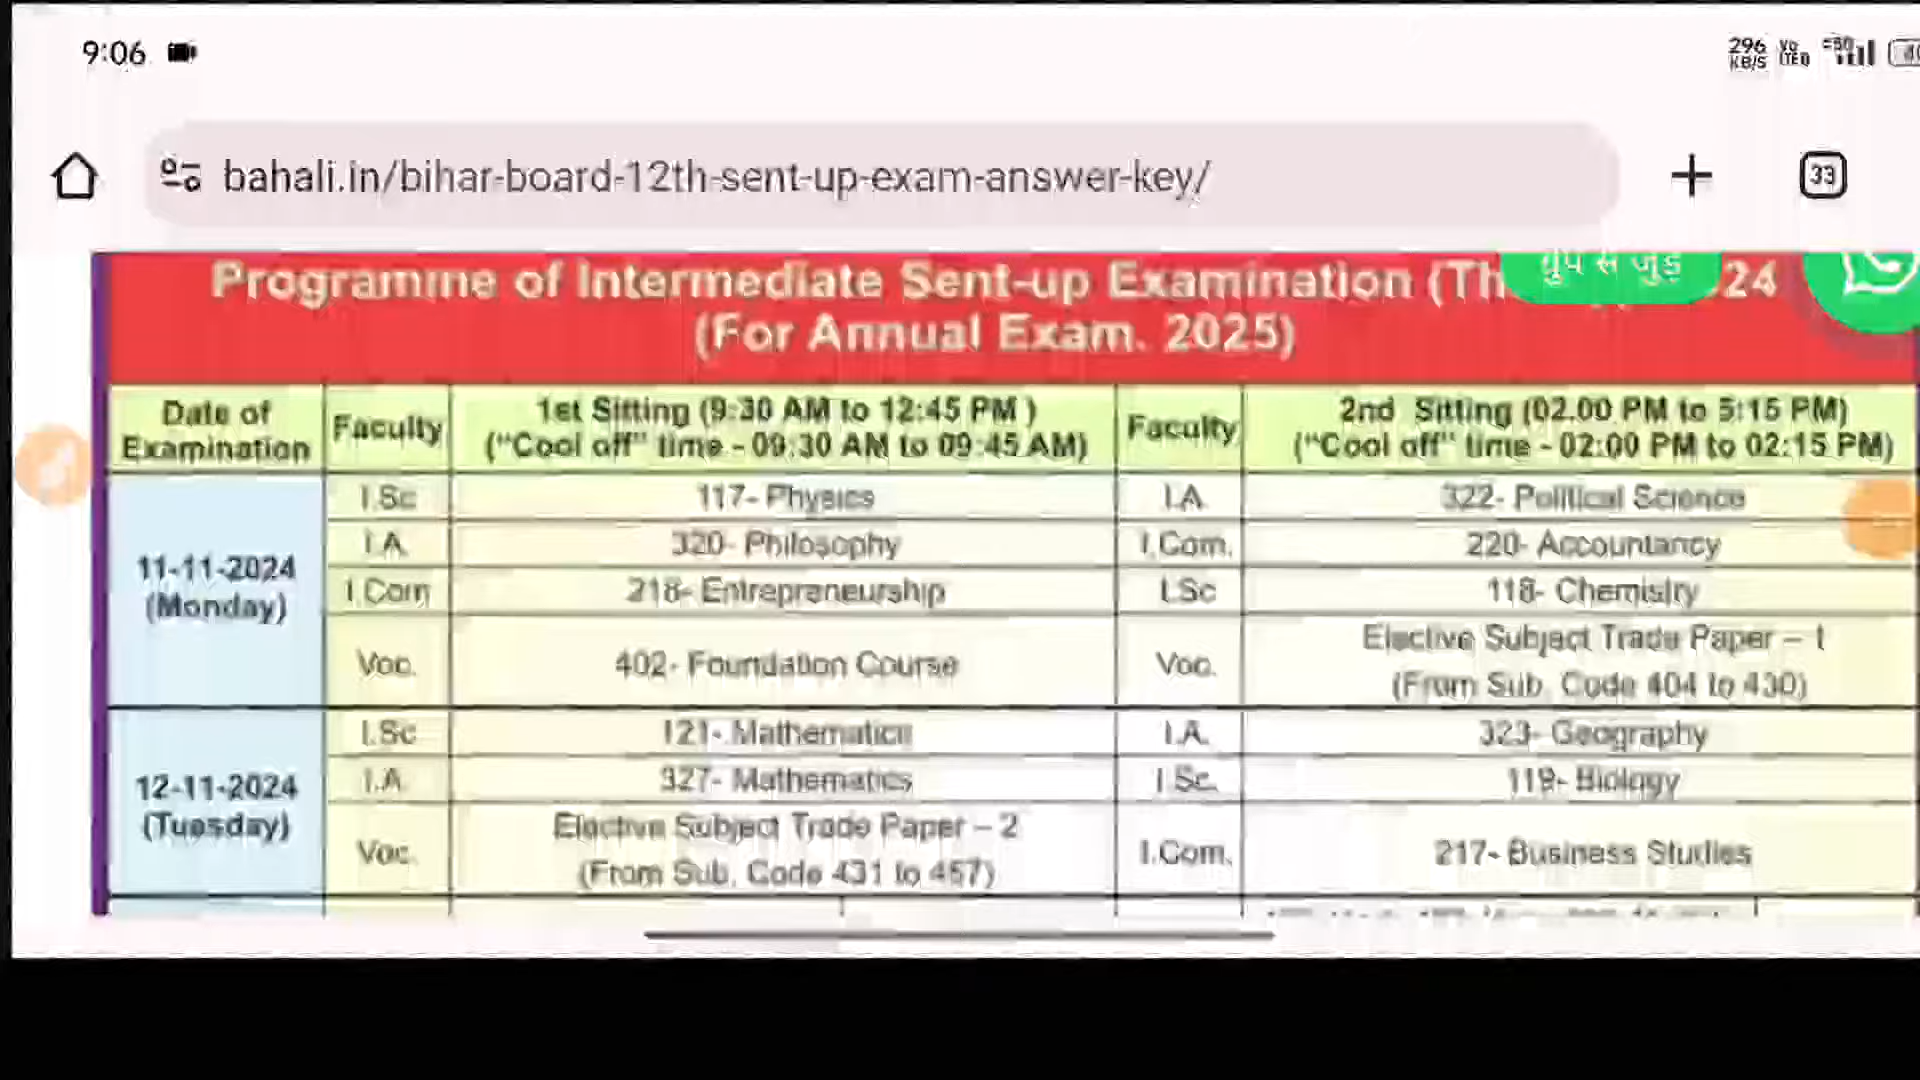 9:06
296 KB/S
bahali.in/bihar-board-12th-sent-up-exam-answer-key/
33
Programme of Intermediate Sent-up Examination (Th 24
ग्रुप से जुड़े
(For Annual Exam. 2025)
Date of Examination Faculty 1st Sitting (9:30 AM to 12:45 PM ) Faculty 2nd Sitting (02.00 PM to 5:15 PM)
("Cool off" time - 09:30 AM to 09:45 AM) ("Cool off" time - 02:00 PM to 02:15 PM)
11-11-2024 (Monday)
I.Sc 117- Physics I.A. 322- Political Science
I.A. 320- Philosophy I.Com. 220- Accountancy
I.Com 218- Entrepreneurship I.Sc 118- Chemistry
Voc. 402- Foundation Course Voc. Elective Subject Trade Paper – 1
(From Sub. Code 404 to 430)
12-11-2024 (Tuesday)
I.Sc 121- Mathematics I.A. 323- Geography
I.A. 327- Mathematics I.Sc. 119- Biology
Voc. Elective Subject Trade Paper – 2 I.Com. 217- Business Studies
(From Sub. Code 431 to 457)